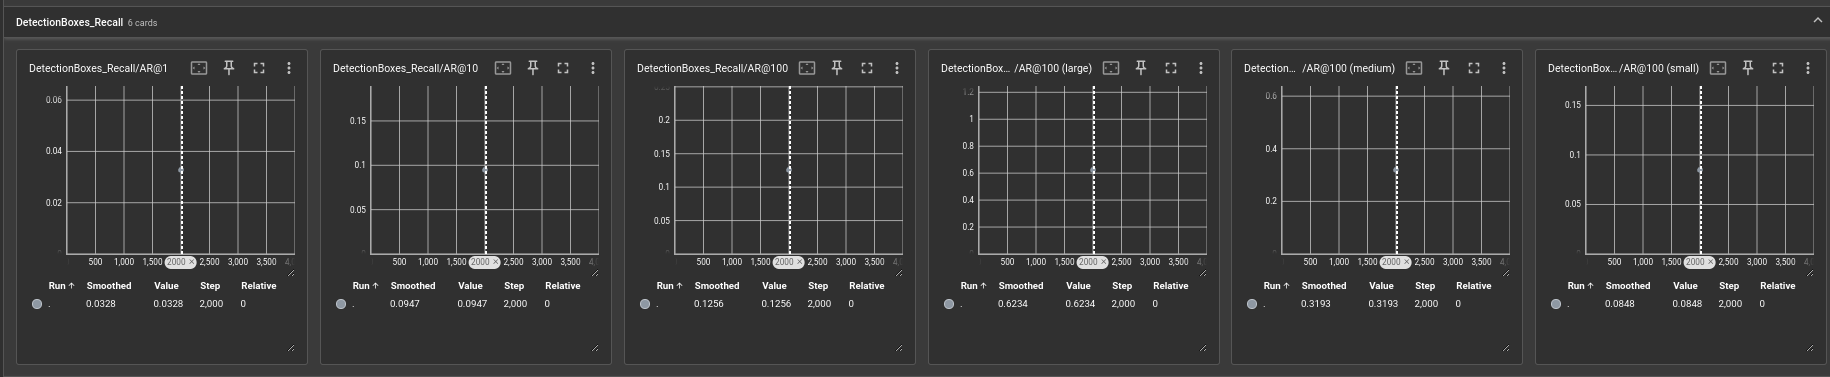 DetectionBoxes_Recall 6 cards
DetectionBoxes_Recall/AR@1
0.06
0.04
0.02
500 1,000 1,500 2000 × 2,500 3,000 3,500 4,
Run ↑ Smoothed Value Step Relative
. 0.0328 0.0328 2,000 0
DetectionBoxes_Recall/AR@10
0.15
0.1
0.05
500 1,000 1,500 2000 × 2,500 3,000 3,500 4,
Run ↑ Smoothed Value Step Relative
. 0.0947 0.0947 2,000 0
DetectionBoxes_Recall/AR@100
0.2
0.15
0.1
0.05
500 1,000 1,500 2000 × 2,500 3,000 3,500 4,
Run ↑ Smoothed Value Step Relative
. 0.1256 0.1256 2,000 0
DetectionBox... /AR@100 (large)
1.2
1
0.8
0.6
0.4
0.2
500 1,000 1,500 2000 × 2,500 3,000 3,500 4,
Run ↑ Smoothed Value Step Relative
. 0.6234 0.6234 2,000 0
Detection... /AR@100 (medium)
0.6
0.4
0.2
500 1,000 1,500 2000 × 2,500 3,000 3,500 4,
Run ↑ Smoothed Value Step Relative
. 0.3193 0.3193 2,000 0
DetectionBox.../AR@100 (small)
0.15
0.1
0.05
500 1,000 1,500 2000 × 2,500 3,000 3,500 4,
Run ↑ Smoothed Value Step Relative
. 0.0848 0.0848 2,000 0